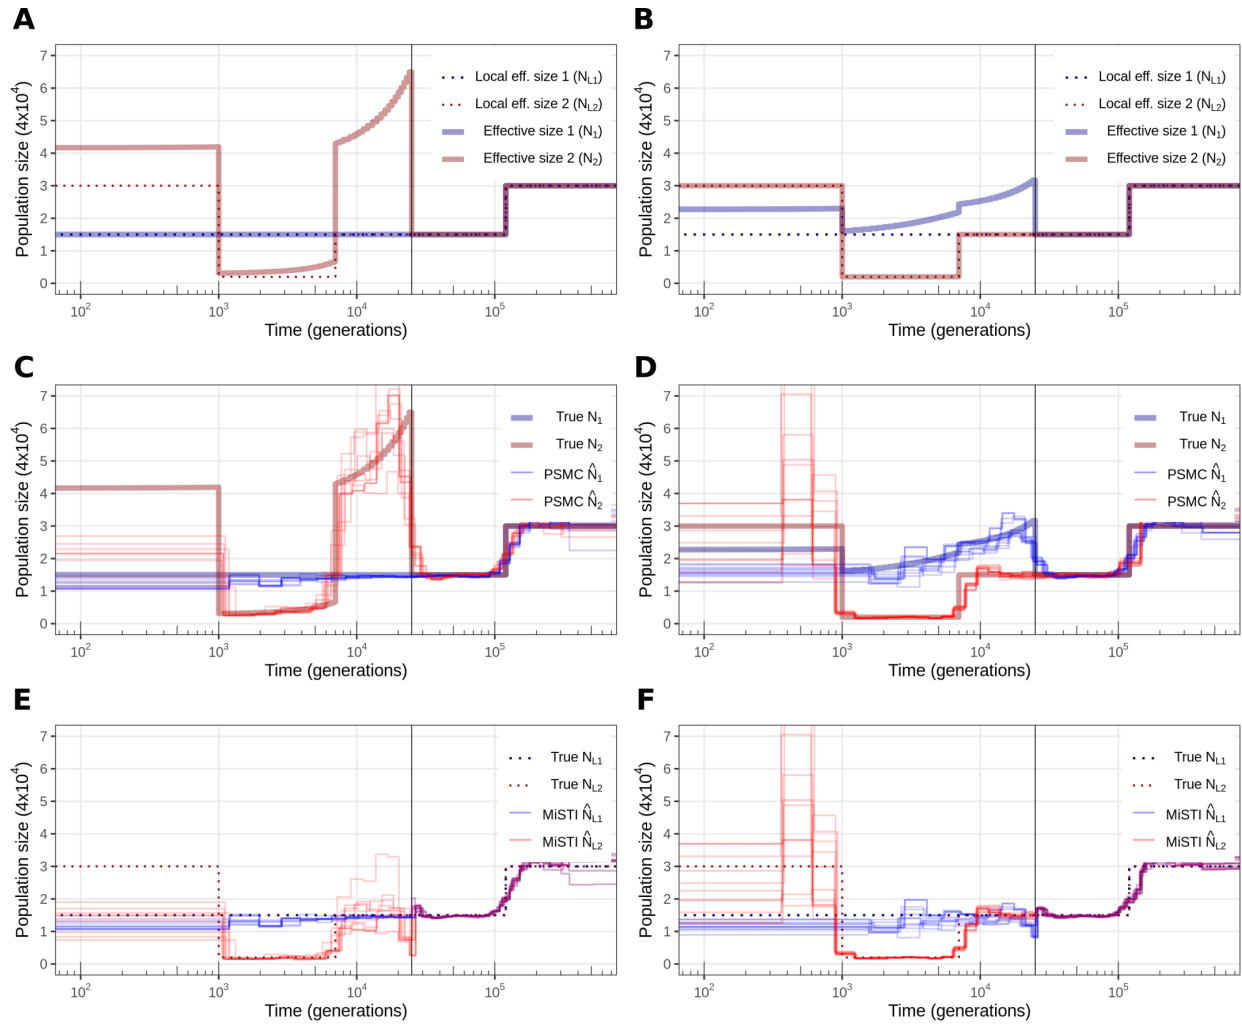 A
Population size (4x10⁴)
7
6
5
4
3
2
1
0
Local eff. size 1 (N_L1)
Local eff. size 2 (N_L2)
Effective size 1 (N₁)
Effective size 2 (N₂)
10²
10³
10⁴
10⁵
Time (generations)
B
Population size (4x10⁴)
7
6
5
4
3
2
1
0
Local eff. size 1 (N_L1)
Local eff. size 2 (N_L2)
Effective size 1 (N₁)
Effective size 2 (N₂)
10²
10³
10⁴
10⁵
Time (generations)
C
Population size (4x10⁴)
7
6
5
4
3
2
1
0
True N₁
True N₂
PSMC N̂₁
PSMC N̂₂
10²
10³
10⁴
10⁵
Time (generations)
D
Population size (4x10⁴)
7
6
5
4
3
2
1
0
True N₁
True N₂
PSMC N̂₁
PSMC N̂₂
10²
10³
10⁴
10⁵
Time (generations)
E
Population size (4x10⁴)
7
6
5
4
3
2
1
0
True N_L1
True N_L2
MiSTI N̂_L1
MiSTI N̂_L2
10²
10³
10⁴
10⁵
Time (generations)
F
Population size (4x10⁴)
7
6
5
4
3
2
1
0
True N_L1
True N_L2
MiSTI N̂_L1
MiSTI N̂_L2
10²
10³
10⁴
10⁵
Time (generations)